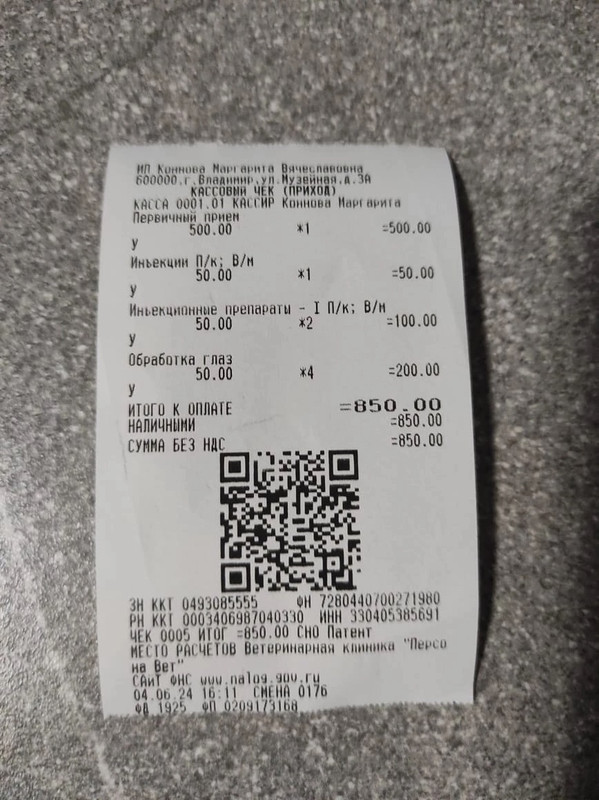 ИП Коннова Маргарита Вячеславовна
600000,г.Владимир,ул.Музейная,д.3А
КАССОВЫЙ ЧЕК (ПРИХОД)
КАССА 0001.01 КАССИР Коннова Маргарита
Первичный прием
500.00 *1 =500.00
У
Инъекции П/к; В/м
50.00 *1 =50.00
У
Инъекционные препараты - I П/к; В/м
50.00 *2 =100.00
У
Обработка глаз
50.00 *4 =200.00
У
ИТОГО К ОПЛАТЕ =850.00
НАЛИЧНЫМИ =850.00
СУММА БЕЗ НДС =850.00
ЗН ККТ 0493085555 ФН 7280440700271980
РН ККТ 0003406987040330 ИНН 330405385691
ЧЕК 0005 ИТОГ =850.00 СНО Патент
МЕСТО РАСЧЕТОВ Ветеринарная клиника "Персо
на Вет"
САйТ ФНС www.nalog.gov.ru
04.06.24 16:11 СМЕНА 0176
ФД 1925 ФП 0209173168